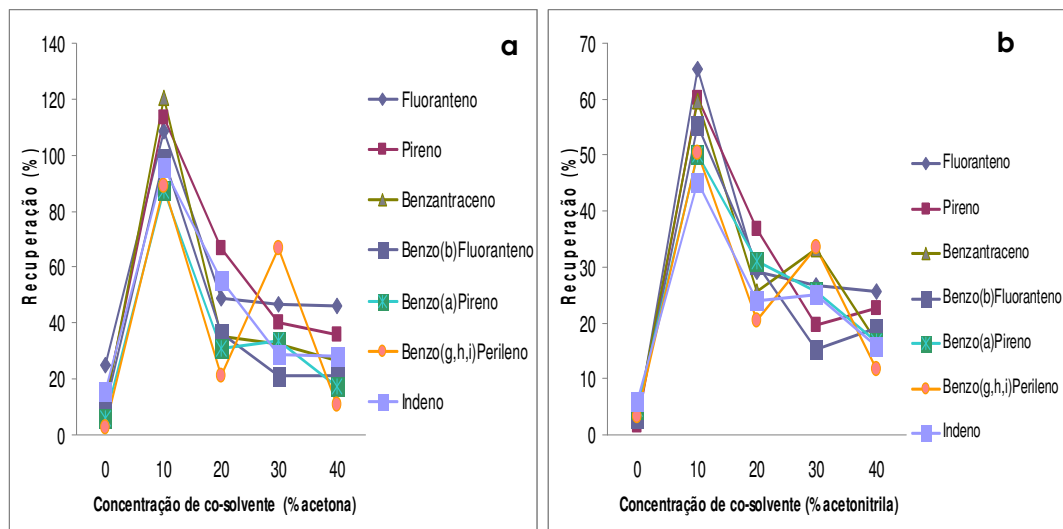 a
140
120
100
80
60
40
20
0
Recuperação (%)
0 10 20 30 40
Concentração de co-solvente (% acetona)
Fluoranteno
Pireno
Benzantraceno
Benzo(b)Fluoranteno
Benzo(a)Pireno
Benzo(g,h,i)Perileno
Indeno
b
70
60
50
40
30
20
10
0
Recuperação (%)
0 10 20 30 40
Concentração de co-solvente (% acetonitrila)
Fluoranteno
Pireno
Benzantraceno
Benzo(b)Fluoranteno
Benzo(a)Pireno
Benzo(g,h,i)Perileno
Indeno